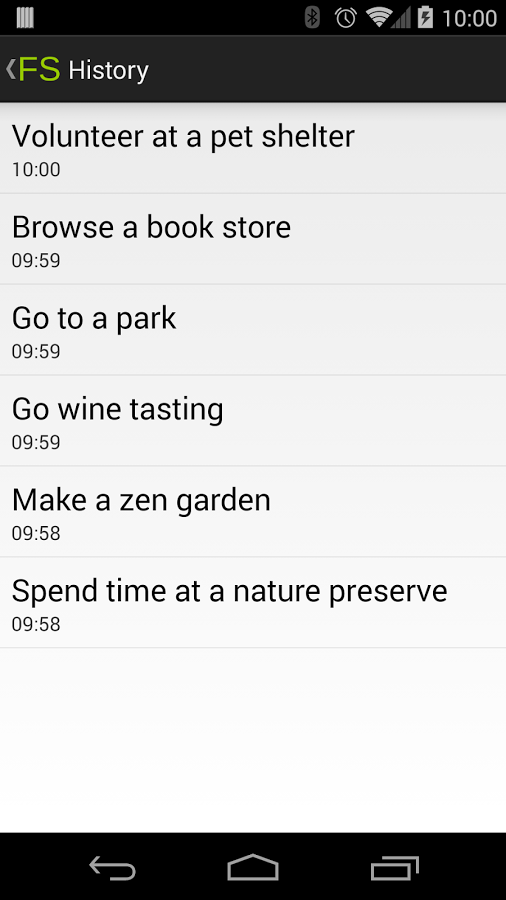 10:00
FS History
Volunteer at a pet shelter
10:00
Browse a book store
09:59
Go to a park
09:59
Go wine tasting
09:59
Make a zen garden
09:58
Spend time at a nature preserve
09:58